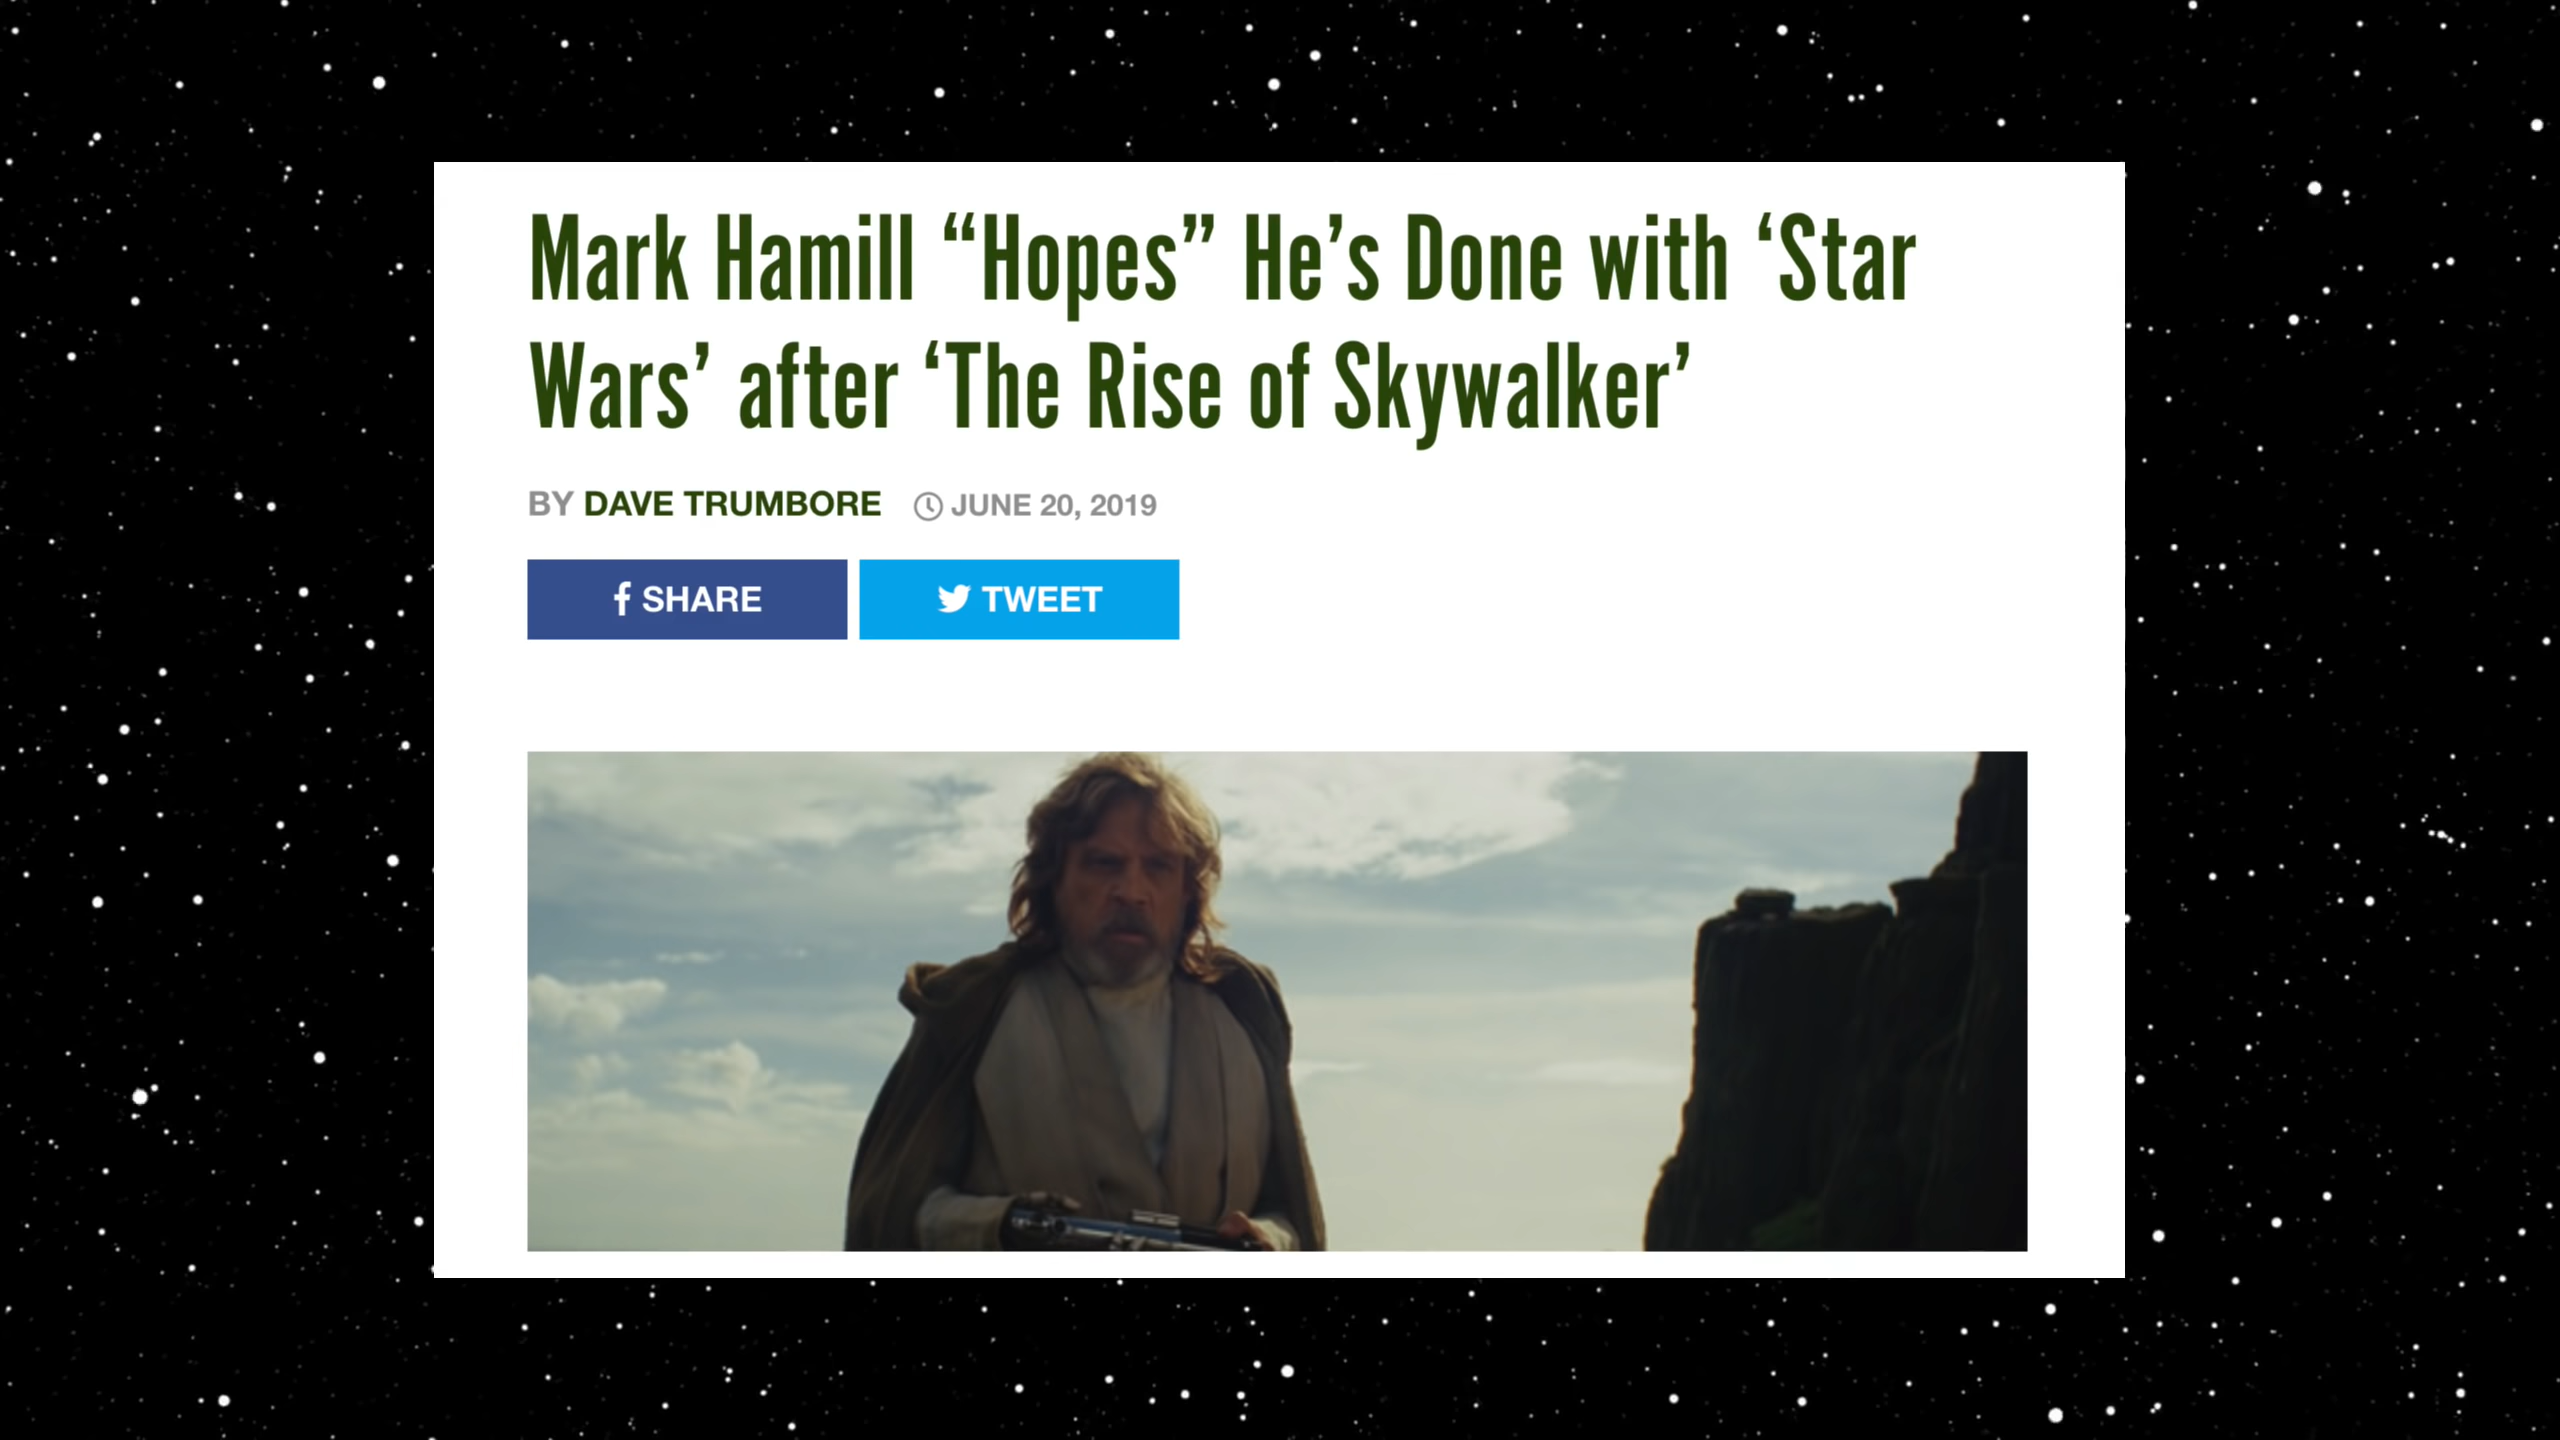 Mark Hamill “Hopes” He’s Done with ‘Star
Wars’ after ‘The Rise of Skywalker’
BY DAVE TRUMBORE JUNE 20, 2019
SHARE TWEET